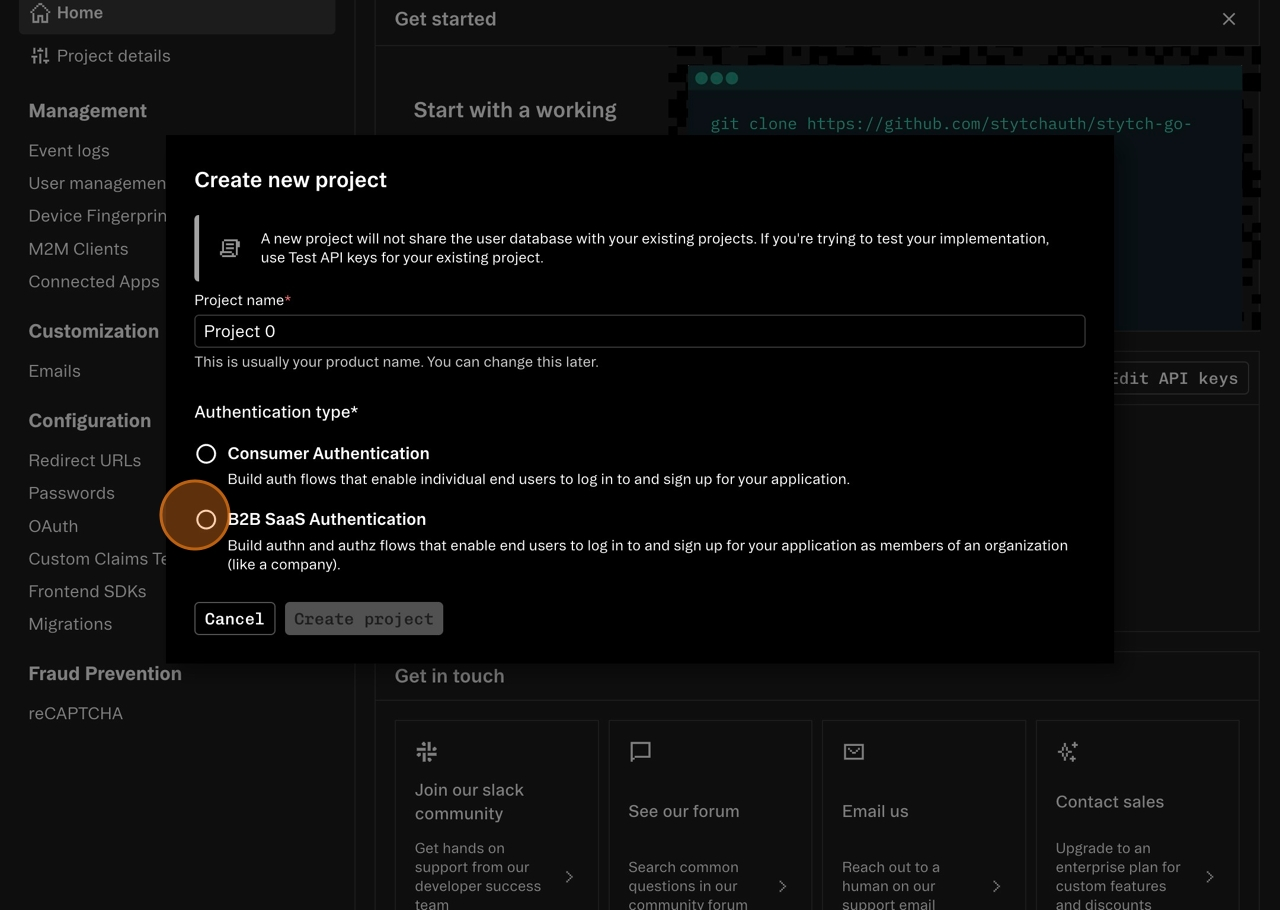 Home
Project details
Management
Event logs
User managemen
Device Fingerprin
M2M Clients
Connected Apps
Customization
Emails
Configuration
Redirect URLs
Passwords
OAuth
Custom Claims Te
Frontend SDKs
Migrations
Fraud Prevention
reCAPTCHA
Get started
Start with a working
git clone https://github.com/stytchauth/stytch-go-
Create new project
A new project will not share the user database with your existing projects. If you're trying to test your implementation,
use Test API keys for your existing project.
Project name*
Project 0
This is usually your product name. You can change this later.
Authentication type*
Consumer Authentication
Build auth flows that enable individual end users to log in to and sign up for your application.
B2B SaaS Authentication
Build authn and authz flows that enable end users to log in to and sign up for your application as members of an organization
(like a company).
Cancel
Create project
Edit API keys
Get in touch
Join our slack
community
Get hands on
support from our
developer success
team
See our forum
Search common
questions in our
community forum
Email us
Reach out to a
human on our
support email
Contact sales
Upgrade to an
enterprise plan for
custom features
and discounts